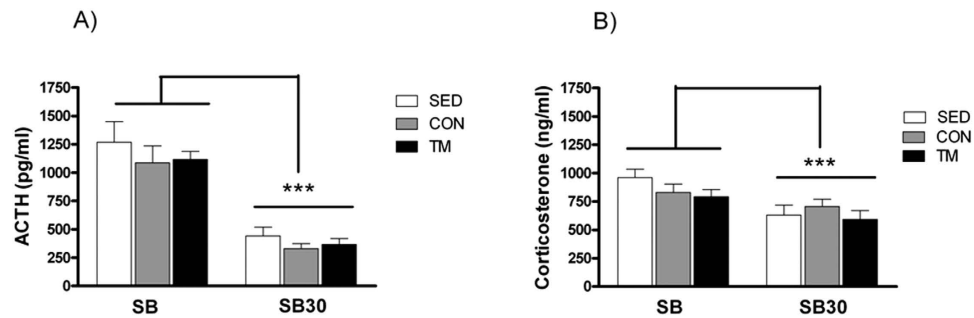 A)
ACTH (pg/ml)
1750
1500
1250
1000
750
500
250
0
***
SB
SB30
SED
CON
TM
B)
Corticosterone (ng/ml)
1750
1500
1250
1000
750
500
250
0
***
SB
SB30
SED
CON
TM